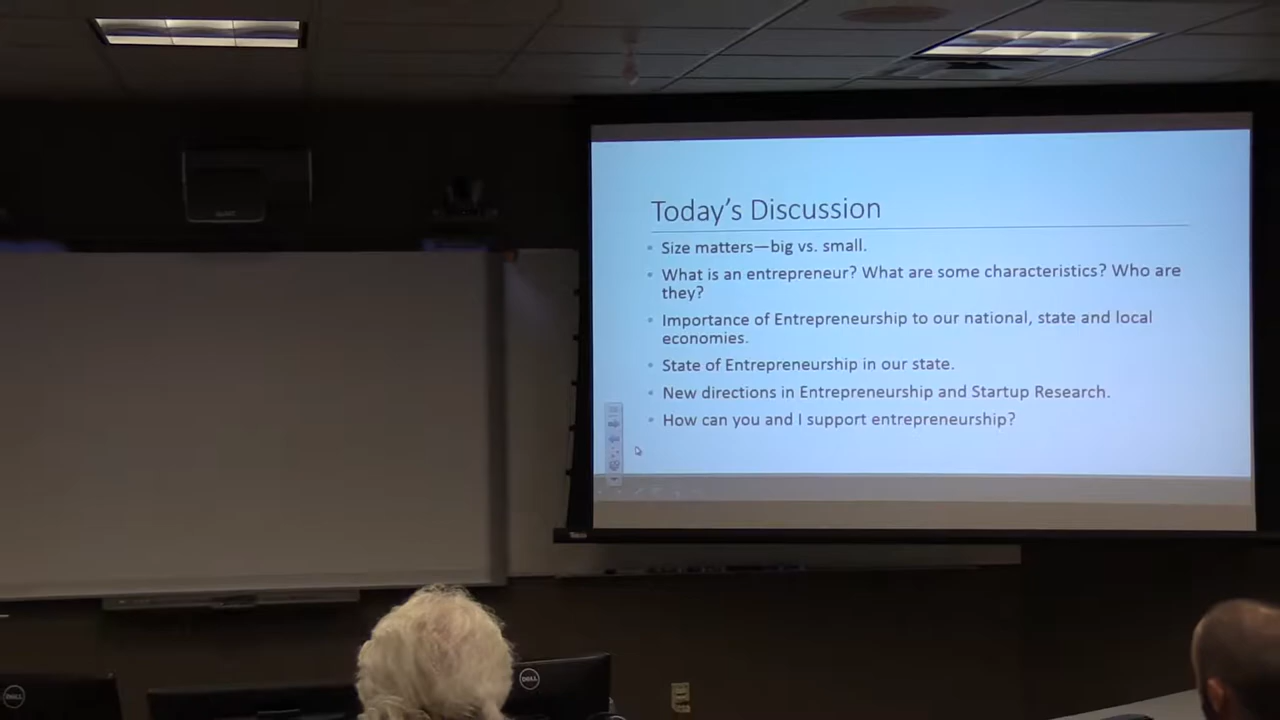 Today's Discussion
Size matters—big vs. small.
What is an entrepreneur? What are some characteristics? Who are
they?
Importance of Entrepreneurship to our national, state and local
economies.
State of Entrepreneurship in our state.
New directions in Entrepreneurship and Startup Research.
How can you and I support entrepreneurship?
DELL
DELL